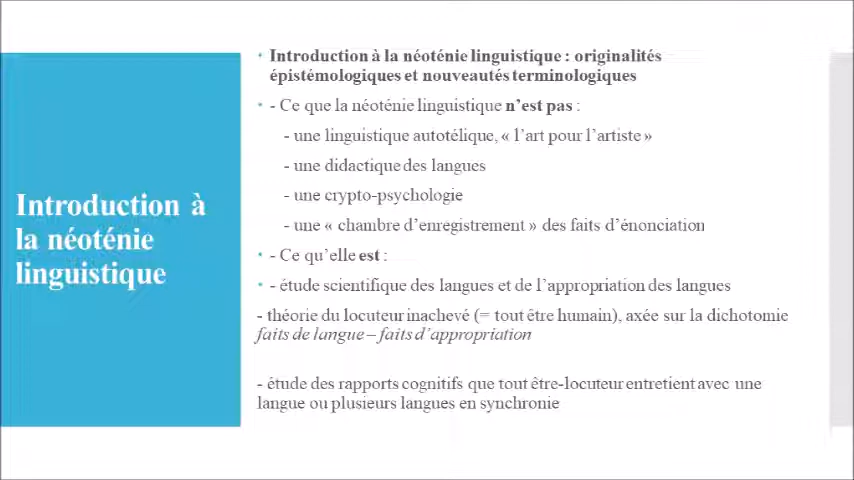 Introduction à
la néoténie
linguistique
• Introduction à la néoténie linguistique : originalités
épistémologiques et nouveautés terminologiques
• - Ce que la néoténie linguistique n'est pas :
- une linguistique autotélique, « l'art pour l'artiste »
- une didactique des langues
- une crypto-psychologie
- une « chambre d'enregistrement » des faits d'énonciation
• - Ce qu'elle est :
• - étude scientifique des langues et de l'appropriation des langues
- théorie du locuteur inachevé (= tout être humain), axée sur la dichotomie
faits de langue – faits d'appropriation
- étude des rapports cognitifs que tout être-locuteur entretient avec une
langue ou plusieurs langues en synchronie